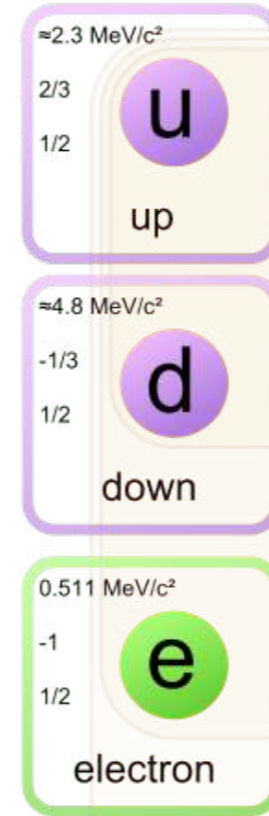 ≈2.3 MeV/c²
2/3
u
1/2
up
≈4.8 MeV/c²
-1/3
d
1/2
down
0.511 MeV/c²
-1
e
1/2
electron